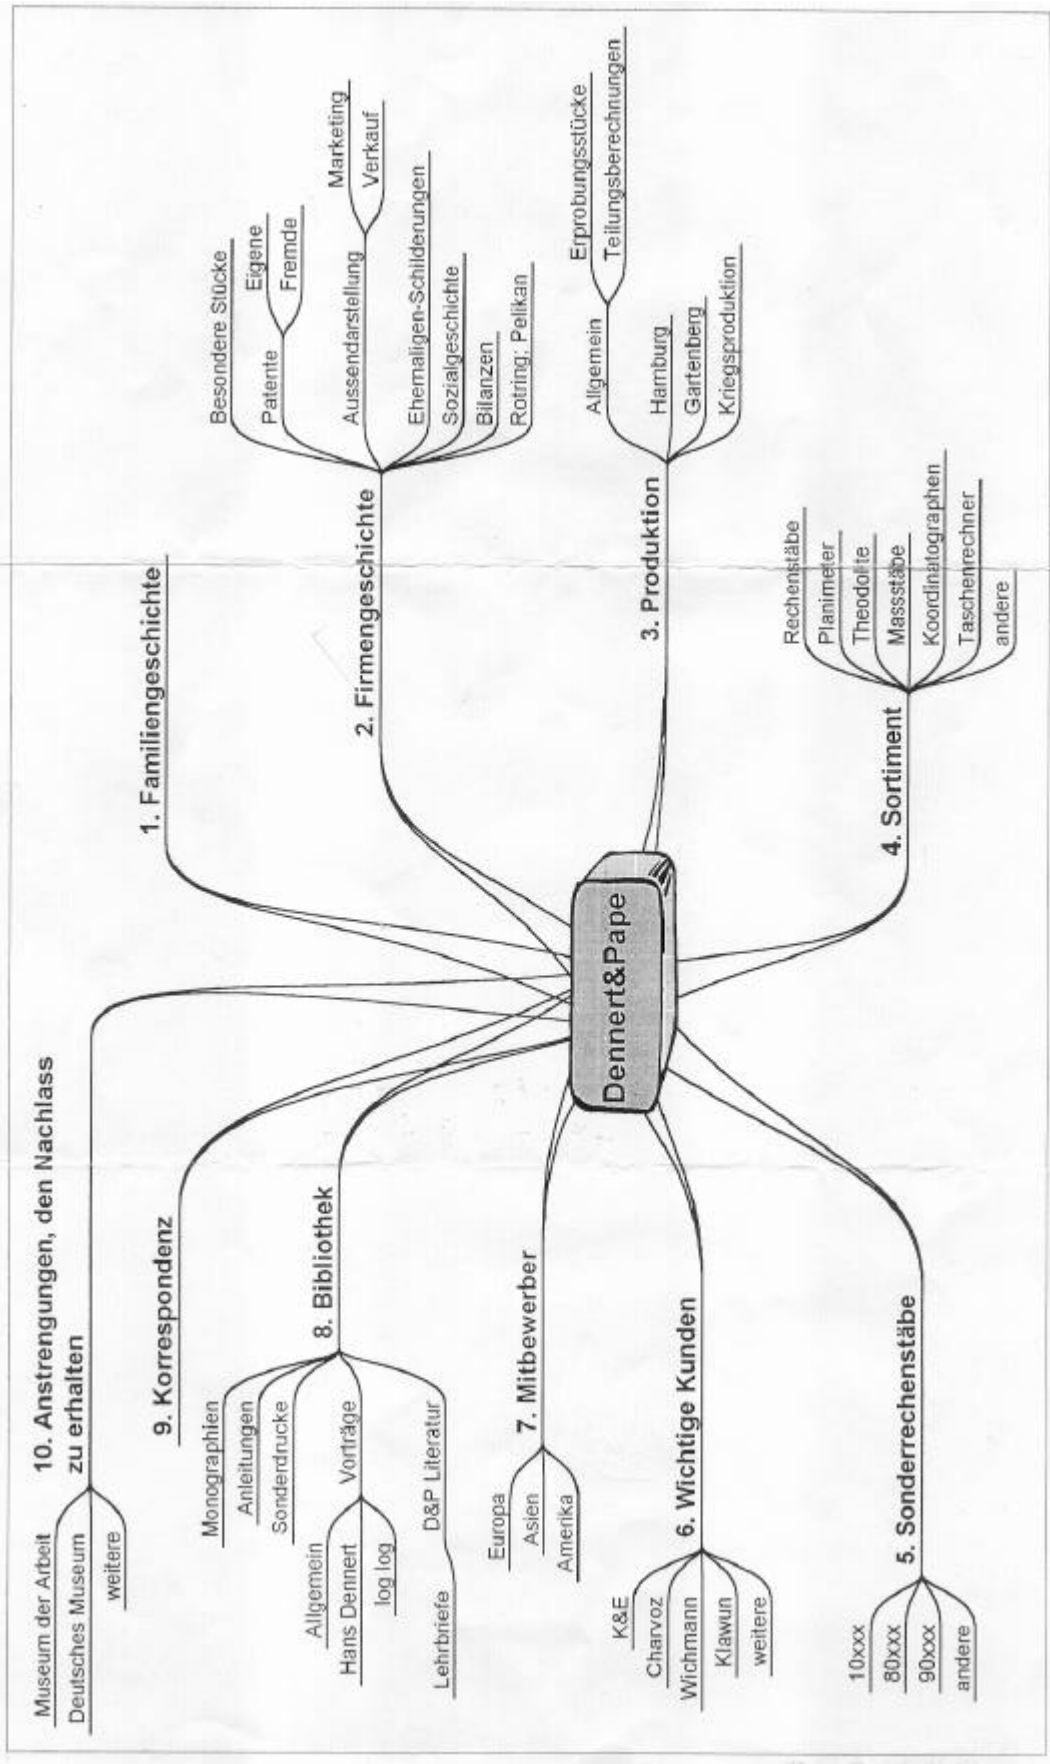 Dennert&Pape
1. Familiengeschichte
2. Firmengeschichte
Besondere Stücke
Patente
Eigene
Fremde
Aussendarstellung
Marketing
Verkauf
Ehemaligen-Schilderungen
Sozialgeschichte
Bilanzen
Rotring; Pelikan
3. Produktion
Allgemein
Erprobungsstücke
Teilungsberechnungen
Hamburg
Gartenberg
Kriegsproduktion
4. Sortiment
Rechenstäbe
Planimeter
Theodolite
Massstäbe
Koordinatographen
Taschenrechner
andere
5. Sonderrechenstäbe
10xxx
80xxx
90xxx
andere
6. Wichtige Kunden
K&E
Charvoz
Wichmann
Klawun
weitere
7. Mitbewerber
Europa
Asien
Amerika
8. Bibliothek
Monographien
Anleitungen
Sonderdrucke
Vorträge
Allgemein
Hans Dennert
log log
D&P Literatur
Lehrbriefe
9. Korrespondenz
10. Anstrengungen, den Nachlass
zu erhalten
Museum der Arbeit
Deutsches Museum
weitere